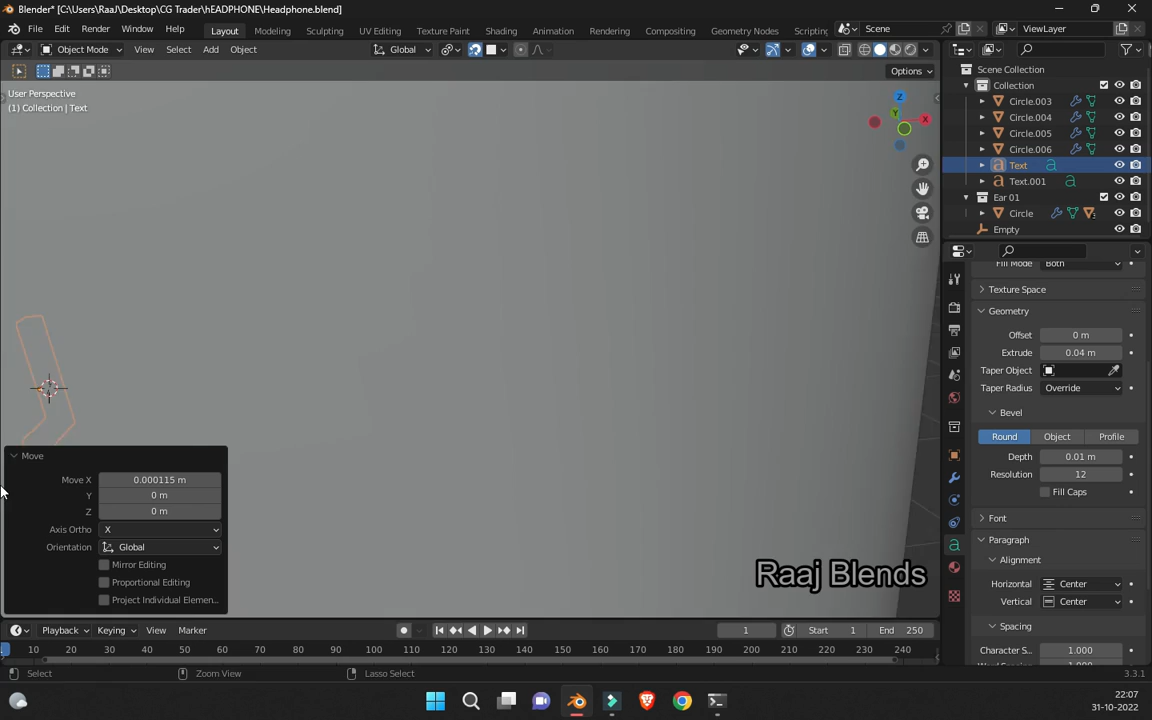 Blender* [C:\Users\RaaJ\Desktop\CG Trader\hEADPHONE\Headphone.blend]
File Edit Render Window Help Layout Modeling Sculpting UV Editing Texture Paint Shading Animation Rendering Compositing Geometry Nodes Scripting Scene ViewLayer
Object Mode View Select Add Object Global
Options
User Perspective
(1) Collection | Text
Z
Y
X
Scene Collection
Collection
Circle.003
Circle.004
Circle.005
Circle.006
Text
Text.001
Ear 01
Circle
Empty
Fill Mode Both
Texture Space
Geometry
Offset 0 m
Extrude 0.04 m
Taper Object
Taper Radius Override
Bevel
Round Object Profile
Depth 0.01 m
Resolution 12
Fill Caps
Font
Paragraph
Alignment
Horizontal Center
Vertical Center
Spacing
Character S... 1.000
Move
Move X 0.000115 m
Y 0 m
Z 0 m
Axis Ortho X
Orientation Global
Mirror Editing
Proportional Editing
Project Individual Elemen...
Raaj Blends
Playback Keying View Marker 1 Start 1 End 250
1 10 20 30 40 50 60 70 80 90 100 110 120 130 140 150 160 170 180 190 200 210 220 230 240
Select Zoom View Lasso Select 3.3.1
22:07
31-10-2022